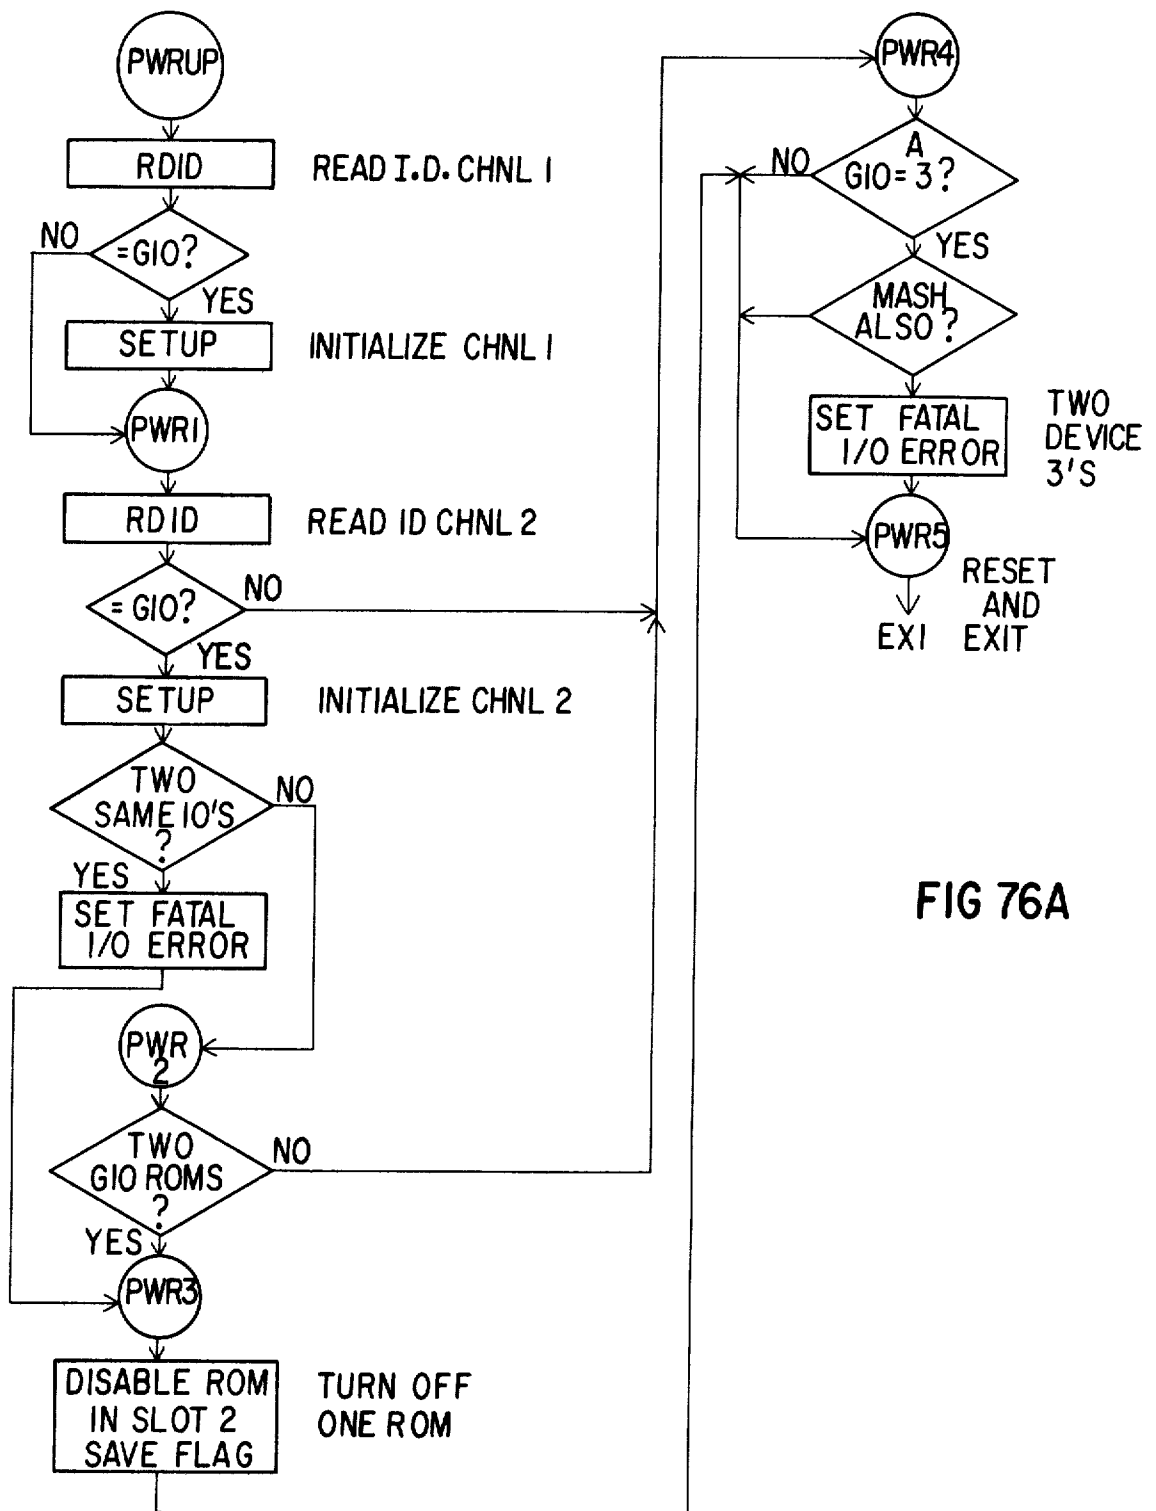 PWRUP
RDID
READ I.D. CHNL 1
NO
=GIO?
YES
SETUP
INITIALIZE CHNL 1
PWR1
RDID
READ ID CHNL 2
= GIO?
NO
YES
SETUP
INITIALIZE CHNL 2
TWO
SAME IO'S
?
NO
YES
SET FATAL
I/O ERROR
PWR
2
TWO
GIO ROMS
?
NO
YES
PWR3
DISABLE ROM
IN SLOT 2
SAVE FLAG
TURN OFF
ONE ROM
PWR4
A
GIO=3?
NO
YES
MASH
ALSO?
SET FATAL
I/O ERROR
TWO
DEVICE
3'S
PWR5
RESET
AND
EXIT
EX1
FIG 76A